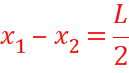 x₁ − x₂ = L/2